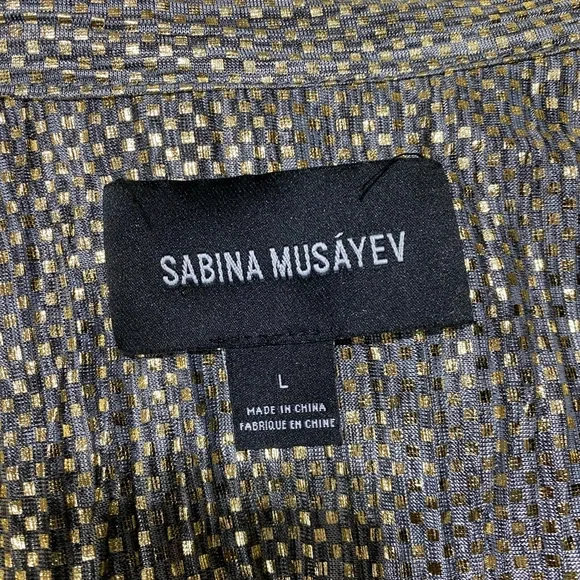 SABINA MUSÁYEV
L
MADE IN CHINA
FABRIQUE EN CHINE